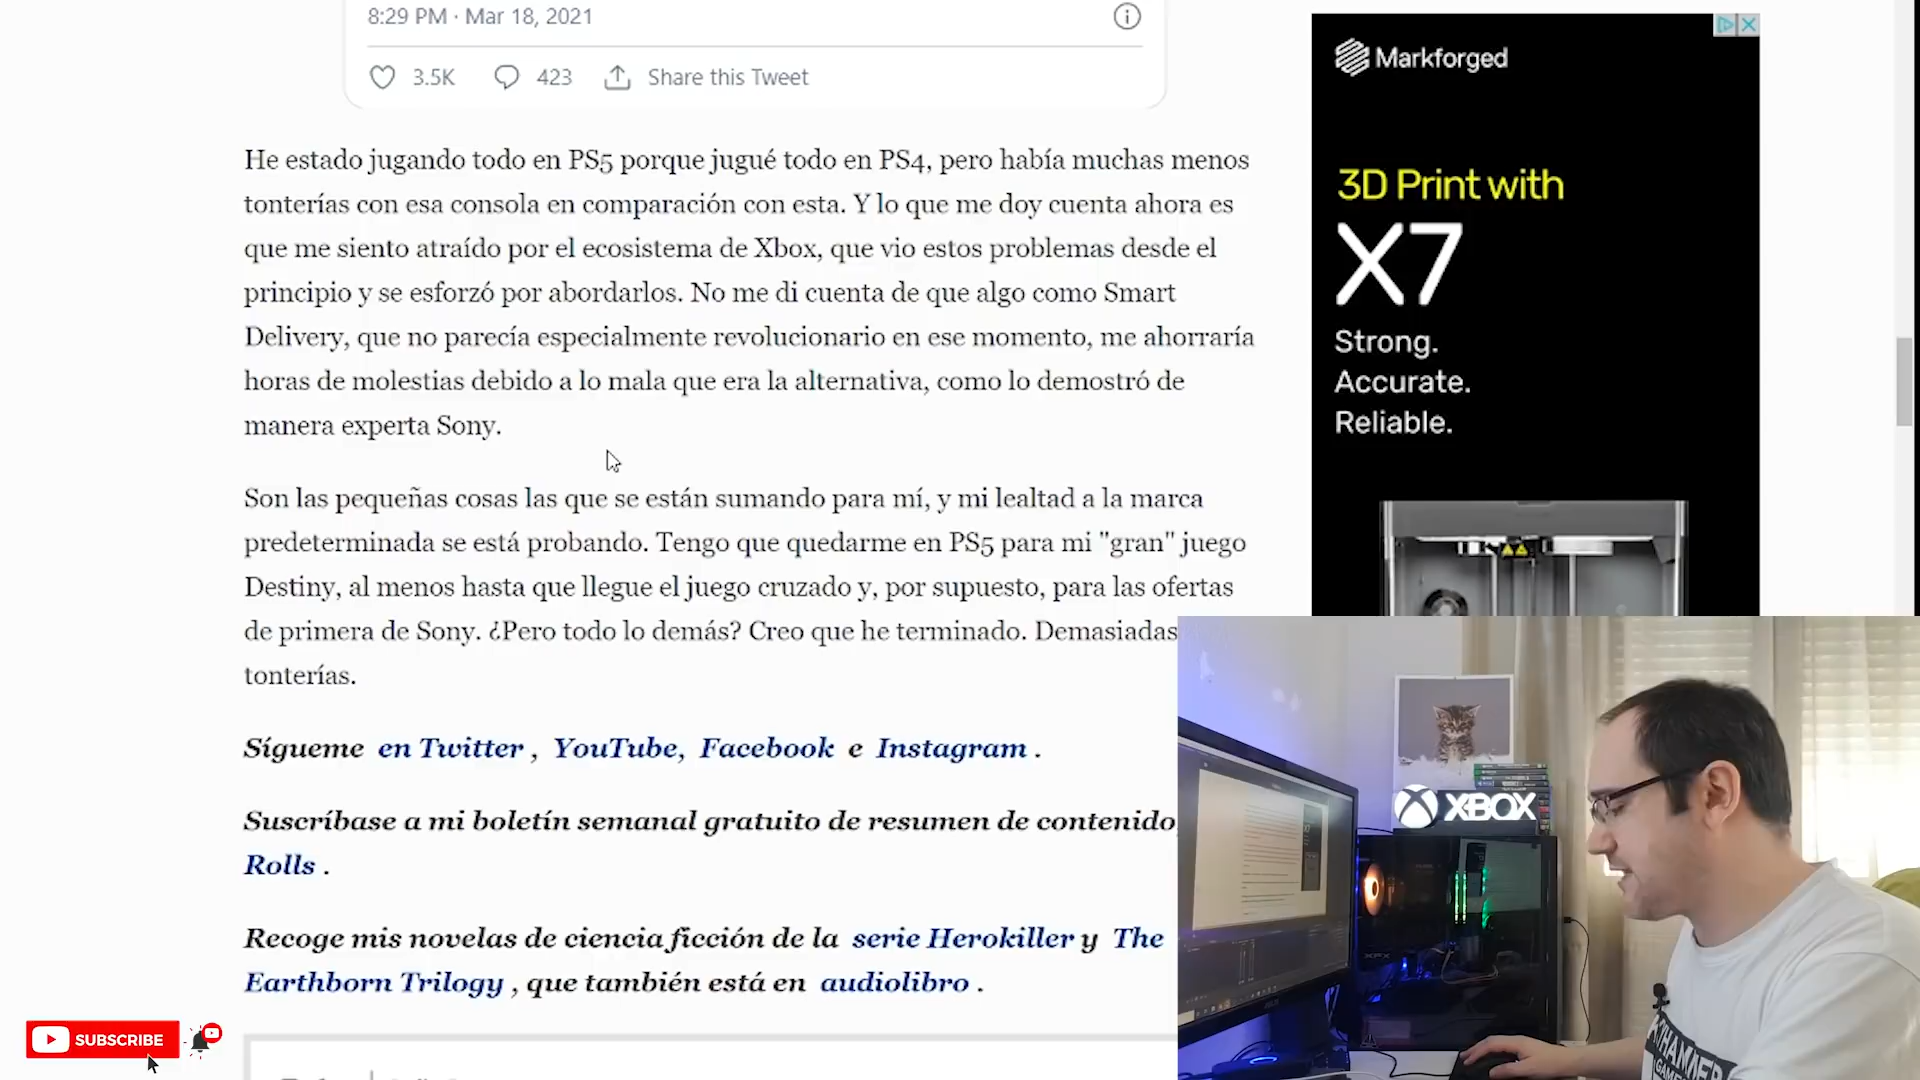 8:29 PM · Mar 18, 2021
3.5K 423 Share this Tweet
He estado jugando todo en PS5 porque jugué todo en PS4, pero había muchas menos
tonterías con esa consola en comparación con esta. Y lo que me doy cuenta ahora es
que me siento atraído por el ecosistema de Xbox, que vio estos problemas desde el
principio y se esforzó por abordarlos. No me di cuenta de que algo como Smart
Delivery, que no parecía especialmente revolucionario en ese momento, me ahorraría
horas de molestias debido a lo mala que era la alternativa, como lo demostró de
manera experta Sony.
Son las pequeñas cosas las que se están sumando para mí, y mi lealtad a la marca
predeterminada se está probando. Tengo que quedarme en PS5 para mi "gran" juego
Destiny, al menos hasta que llegue el juego cruzado y, por supuesto, para las ofertas
de primera de Sony. ¿Pero todo lo demás? Creo que he terminado. Demasiadas
tonterías.
Sígueme en Twitter , YouTube, Facebook e Instagram .
Suscríbase a mi boletín semanal gratuito de resumen de contenido,
Rolls .
Recoge mis novelas de ciencia ficción de la serie Herokiller y The
Earthborn Trilogy , que también está en audiolibro .
Markforged
3D Print with
X7
Strong.
Accurate.
Reliable.
XBOX
XFX
SUBSCRIBE